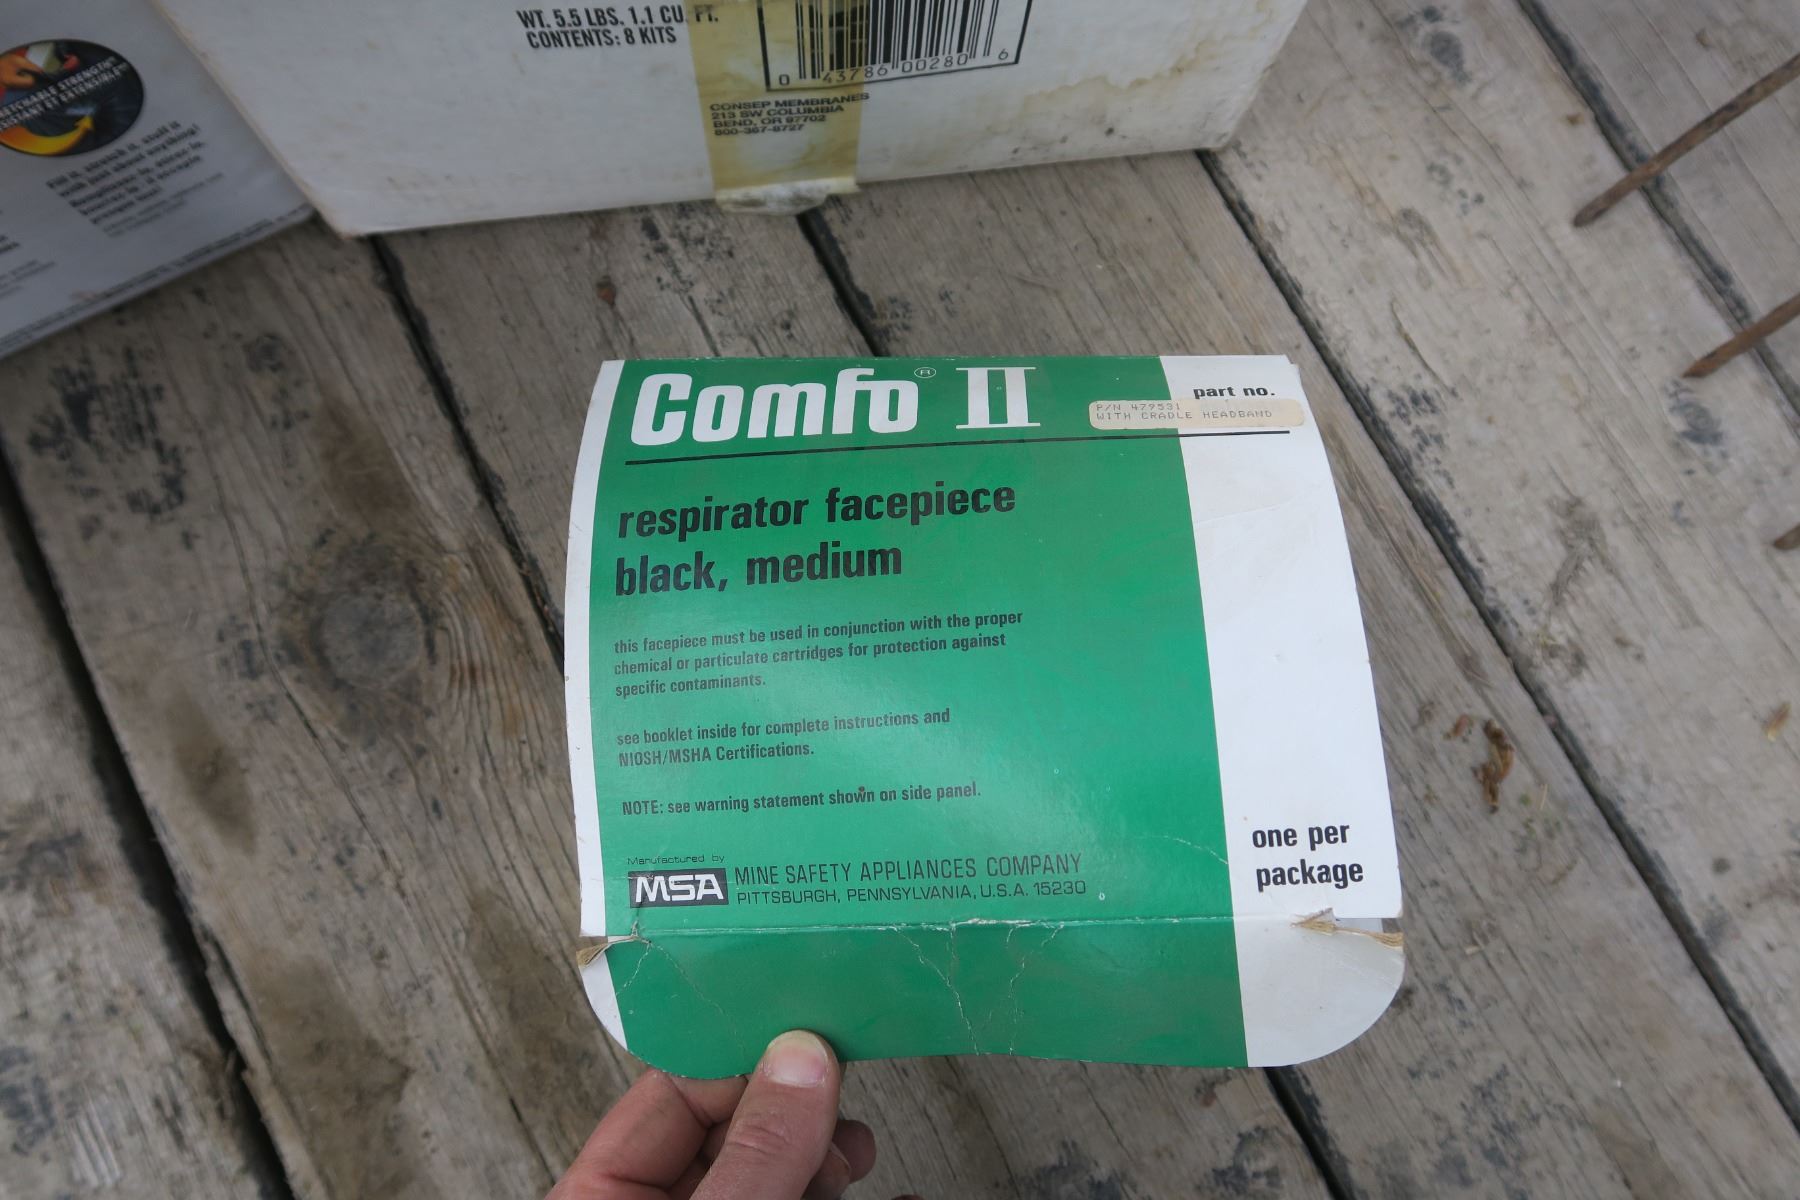 WT. 5.5 LBS. 1.1 CU. FT.
CONTENTS: 8 KITS
0 43786 00280 6
CONSEP MEMBRANES
213 SW COLUMBIA
BEND, OR 97702
800-367-8727
STRENGTH
Comfo® II
part no.
P/N 479531
WITH CRADLE HEADBAND
respirator facepiece
black, medium
this facepiece must be used in conjunction with the proper
chemical or particulate cartridges for protection against
specific contaminants.
see booklet inside for complete instructions and
NIOSH/MSHA Certifications.
NOTE: see warning statement shown on side panel.
Manufactured by
MSA MINE SAFETY APPLIANCES COMPANY
PITTSBURGH, PENNSYLVANIA, U.S.A. 15230
one per
package